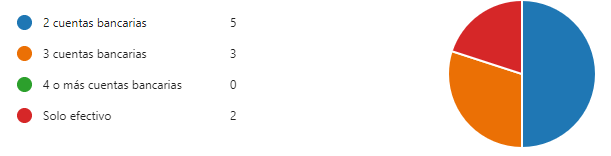 2 cuentas bancarias 5
3 cuentas bancarias 3
4 o más cuentas bancarias 0
Solo efectivo 2